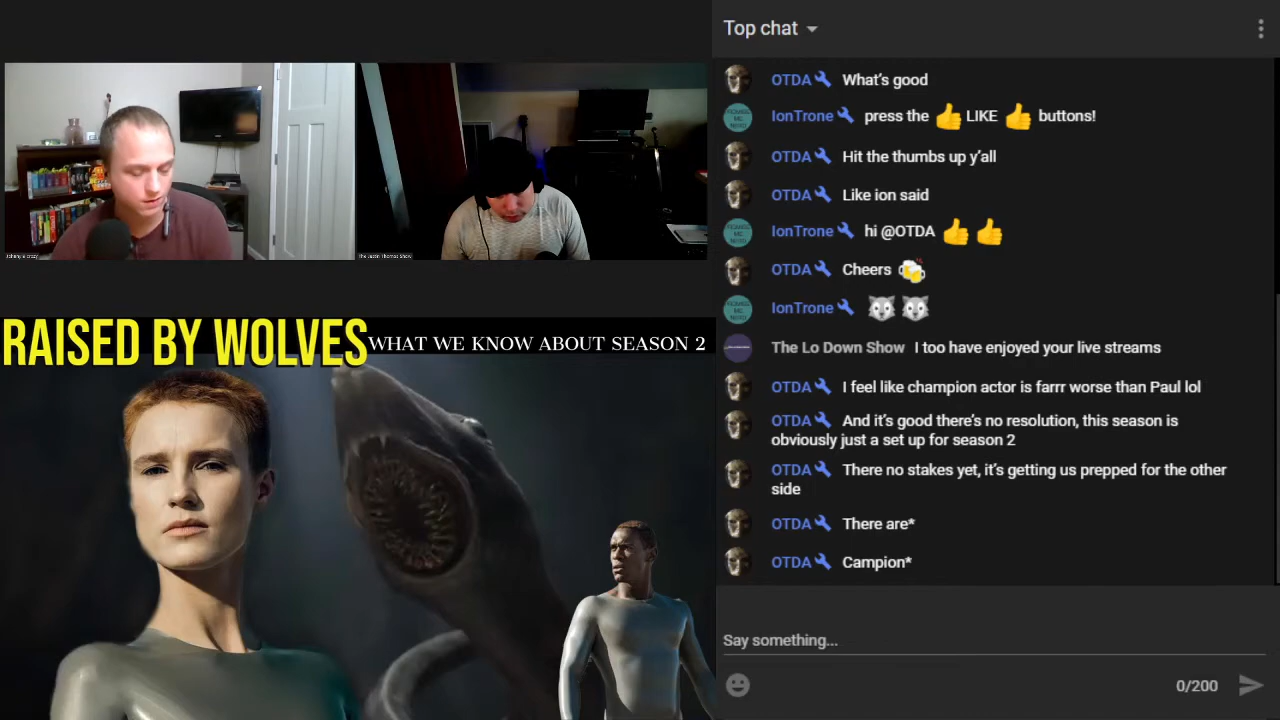 Top chat
OTDA What's good
IonTrone press the 👍 LIKE 👍 buttons!
OTDA Hit the thumbs up y'all
OTDA Like ion said
IonTrone hi @OTDA 👍 👍
OTDA Cheers 🍻
IonTrone 🐺 🐺
The Lo Down Show I too have enjoyed your live streams
OTDA I feel like champion actor is farrr worse than Paul lol
OTDA And it's good there's no resolution, this season is
obviously just a set up for season 2
OTDA There no stakes yet, it's getting us prepped for the other
side
OTDA There are*
OTDA Campion*
Say something...
0/200
The Justin Thomas Show
RAISED BY WOLVES
WHAT WE KNOW ABOUT SEASON 2